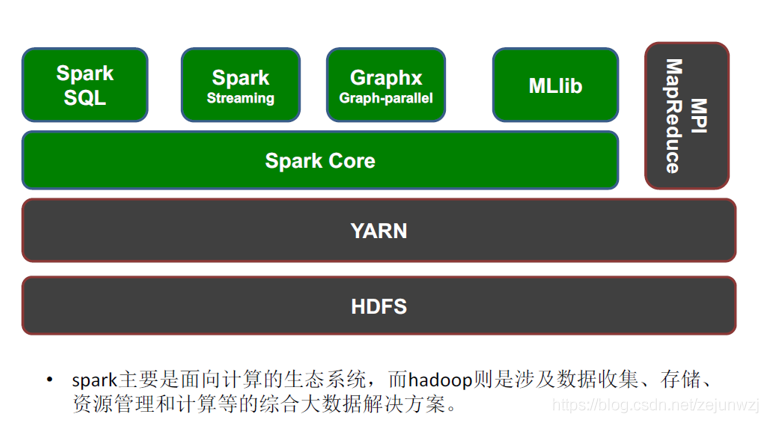 Spark
SQL
Spark
Streaming
Graphx
Graph-parallel
MLlib
MPI
MapReduce
Spark Core
YARN
HDFS
• spark主要是面向计算的生态系统，而hadoop则是涉及数据收集、存储、
资源管理和计算等的综合大数据解决方案。
https://blog.csdn.net/zejunwzj